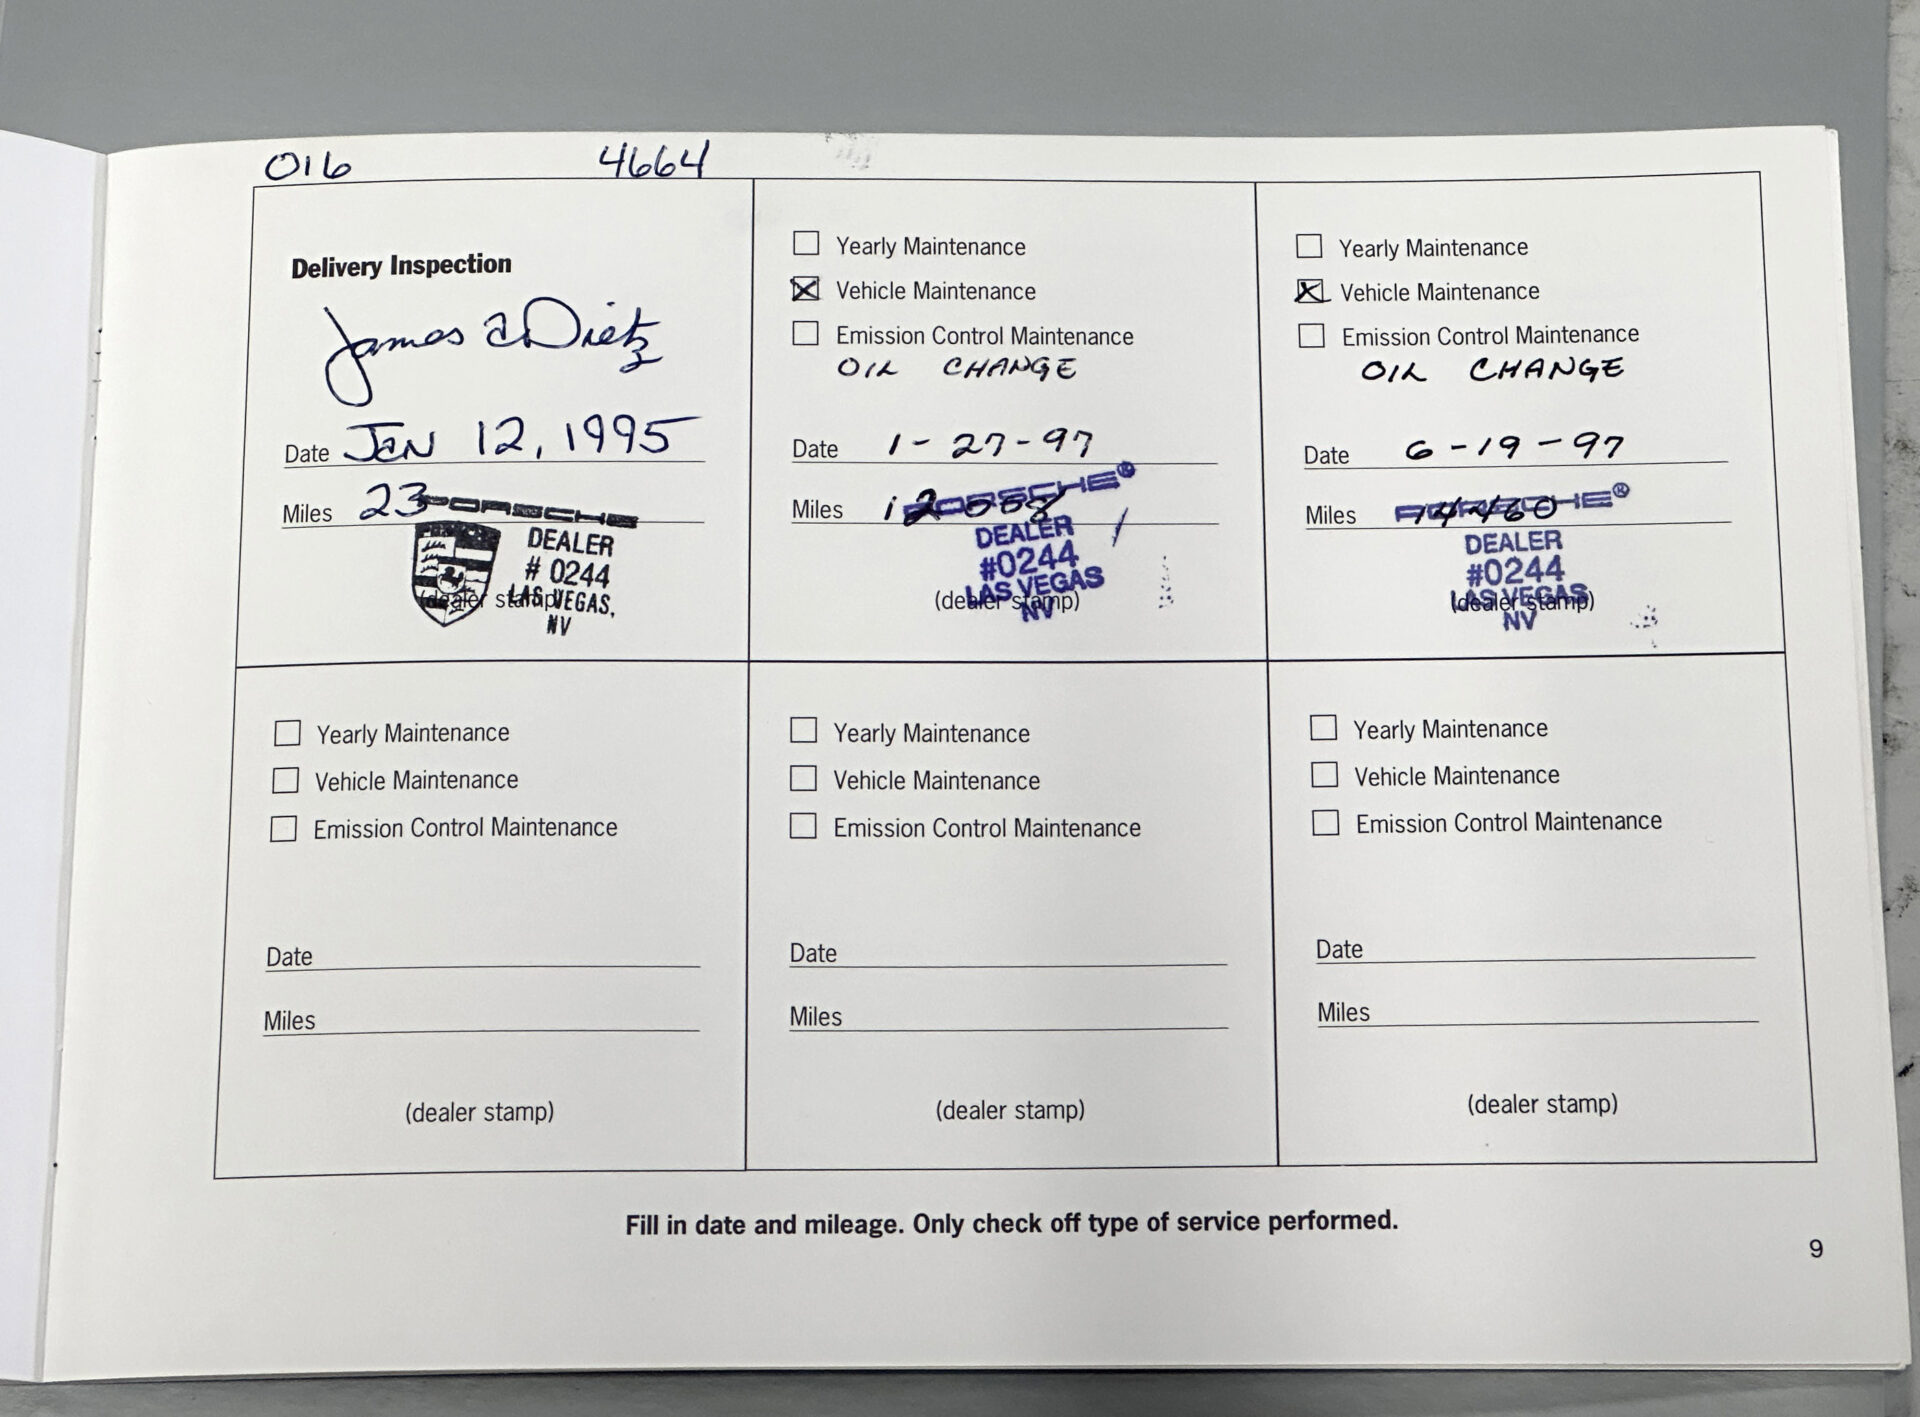 016 4664
Delivery Inspection
James A Dietz
Date JAN 12, 1995
Miles 23
PORSCHE
DEALER
# 0244
LAS VEGAS,
NV
(dealer stamp)
Yearly Maintenance
Vehicle Maintenance
Emission Control Maintenance
OIL CHANGE
Date 1-27-97
Miles 12008
PORSCHE®
DEALER
#0244
LAS VEGAS
NV
(dealer stamp)
Yearly Maintenance
Vehicle Maintenance
Emission Control Maintenance
OIL CHANGE
Date 6-19-97
Miles 14460
PORSCHE®
DEALER
#0244
LAS VEGAS
NV
(dealer stamp)
Yearly Maintenance
Vehicle Maintenance
Emission Control Maintenance
Date
Miles
(dealer stamp)
Yearly Maintenance
Vehicle Maintenance
Emission Control Maintenance
Date
Miles
(dealer stamp)
Yearly Maintenance
Vehicle Maintenance
Emission Control Maintenance
Date
Miles
(dealer stamp)
Fill in date and mileage. Only check off type of service performed.
9